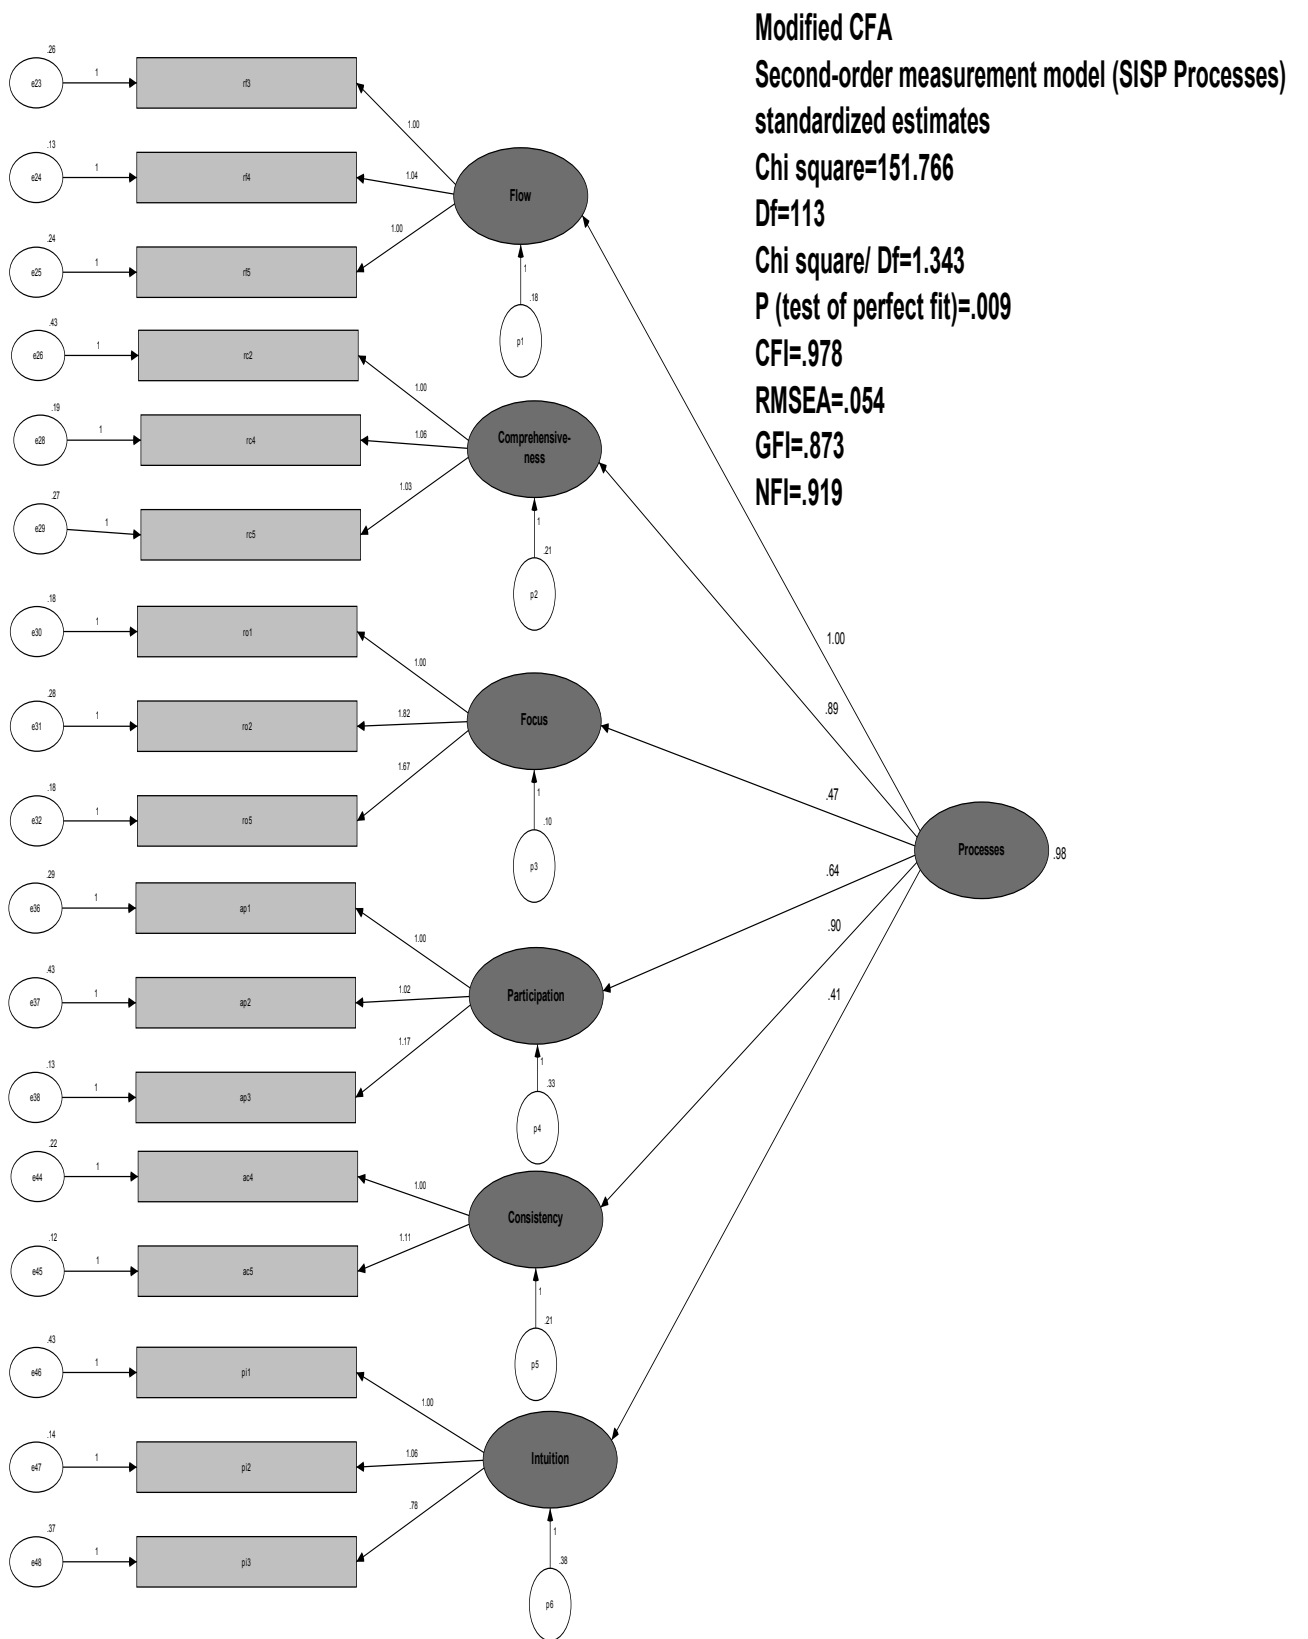 Modified CFA
Second-order measurement model (SISP Processes)
standardized estimates
Chi square=151.766
Df=113
Chi square/ Df=1.343
P (test of perfect fit)=.009
CFI=.978
RMSEA=.054
GFI=.873
NFI=.919
.26
e23
1
rf3
1.00
.13
e24
1
rf4
1.04
Flow
.24
e25
1
rf5
1.00
1
.18
p1
.43
e26
1
rc2
1.00
.19
e28
1
rc4
1.06
Comprehensive-
ness
.27
e29
1
rc5
1.03
1
.21
p2
.18
e30
1
ro1
1.00
.28
e31
1
ro2
1.82
Focus
.18
e32
1
ro5
1.67
1
.10
p3
1.00
.89
.47
.64
.90
.41
Processes
.98
.29
e36
1
ap1
1.00
.43
e37
1
ap2
1.02
Participation
.13
e38
1
ap3
1.17
1
.33
p4
.22
e44
1
ac4
1.00
Consistency
.12
e45
1
ac5
1.11
1
.21
p5
.43
e46
1
pi1
1.00
.14
e47
1
pi2
1.06
Intuition
.37
e48
1
pi3
.78
1
.38
p6